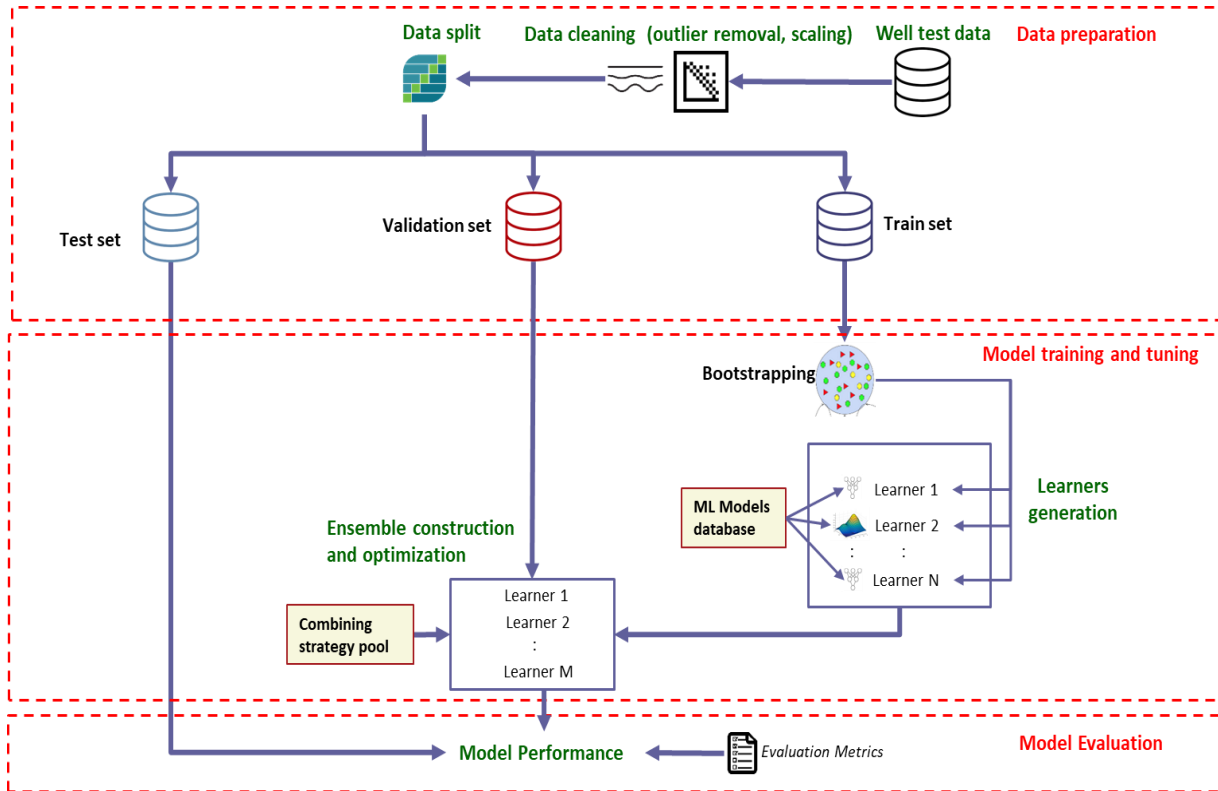 Data split
Data cleaning (outlier removal, scaling)
Well test data
Data preparation
Test set
Validation set
Train set
Model training and tuning
Bootstrapping
Learner 1
Learner 2
: :
Learner N
ML Models
database
Learners
generation
Ensemble construction
and optimization
Combining
strategy pool
Learner 1
Learner 2
:
Learner M
Model Performance
Evaluation Metrics
Model Evaluation